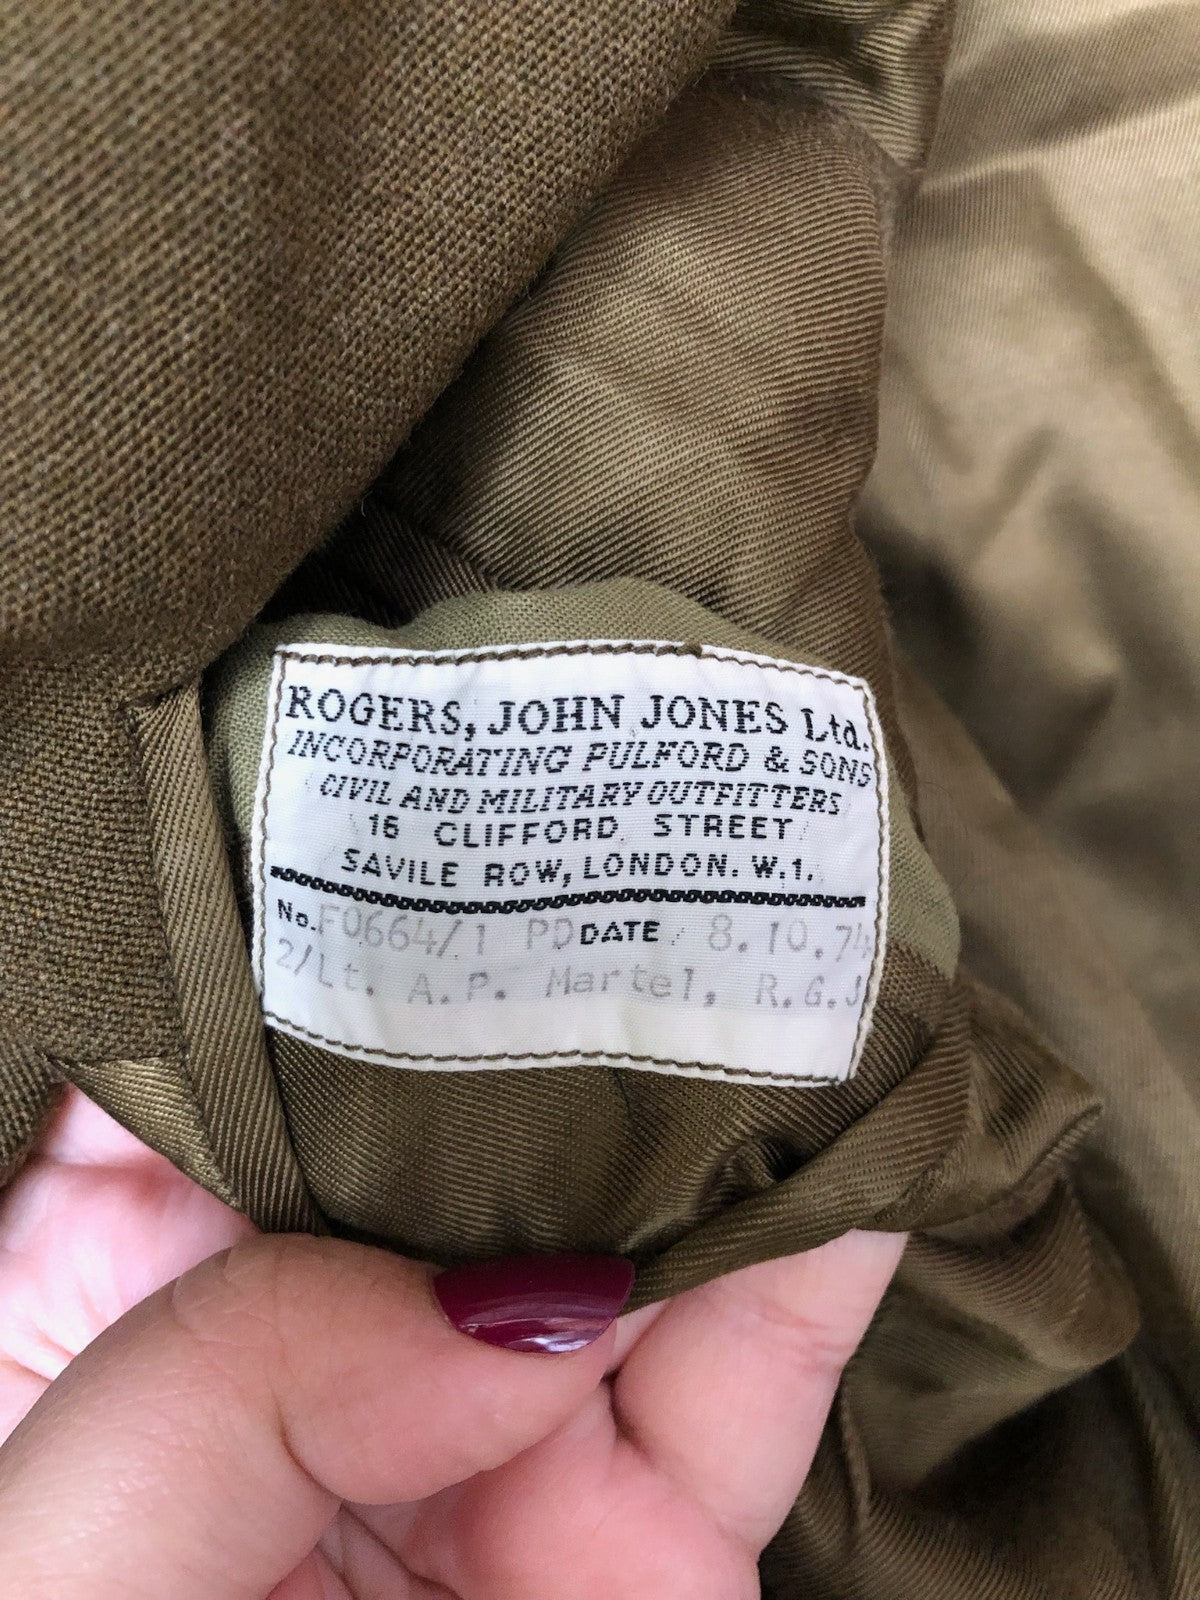 ROGERS, JOHN JONES Ltd.
INCORPORATING PULFORD & SONS
CIVIL AND MILITARY OUTFITTERS
16 CLIFFORD STREET
SAVILE ROW, LONDON. W.1.
No. F0664/1 PD DATE 8.10.74
2/Lt. A.P. Martel, R.G.J